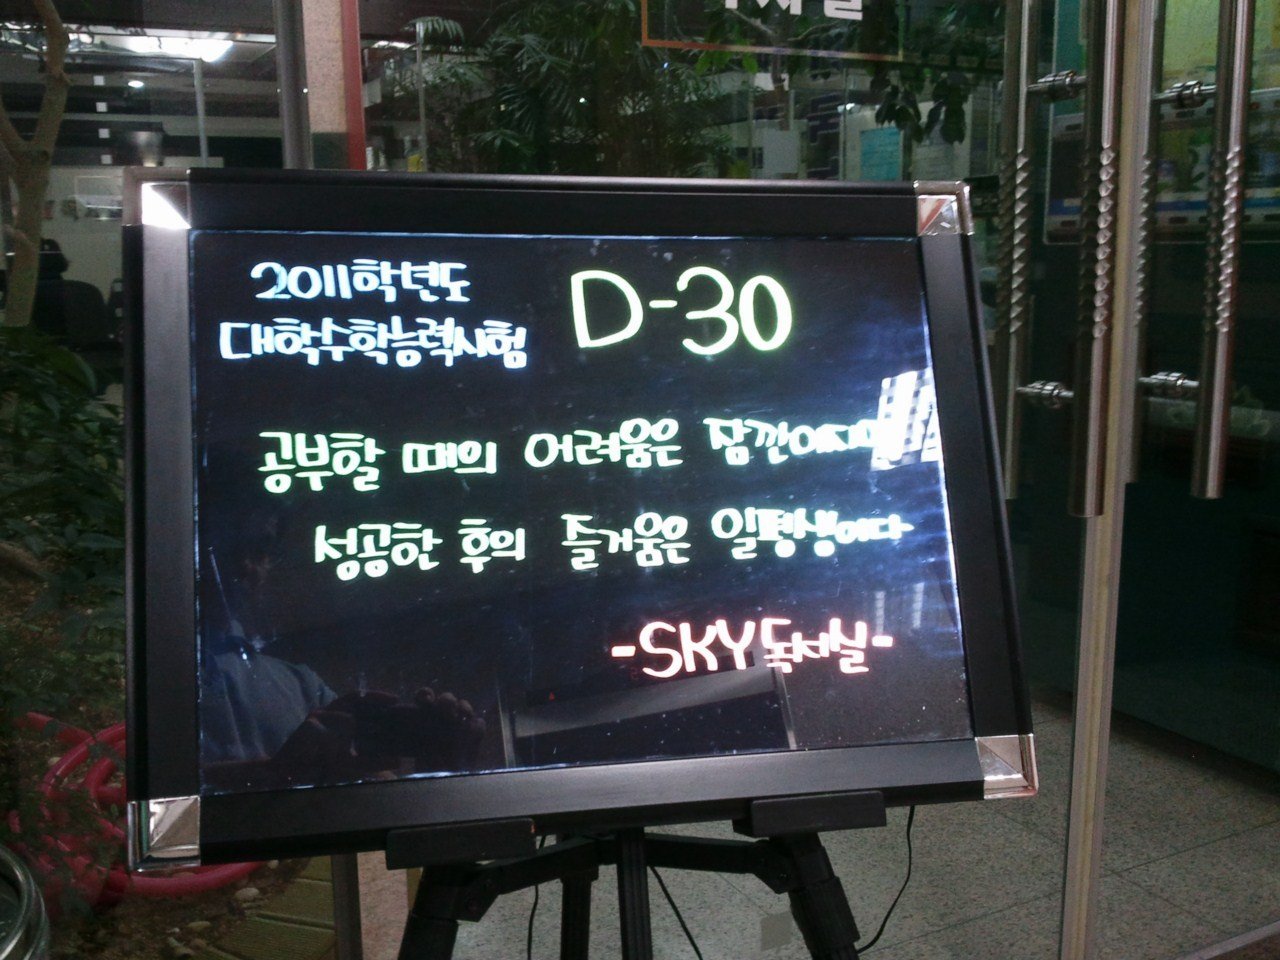 2011학년도
대학수학능력시험
D-30
공부할 때의 어려움은 잠깐이지만
성공한 후의 즐거움은 일평생이다
-SKY독서실-